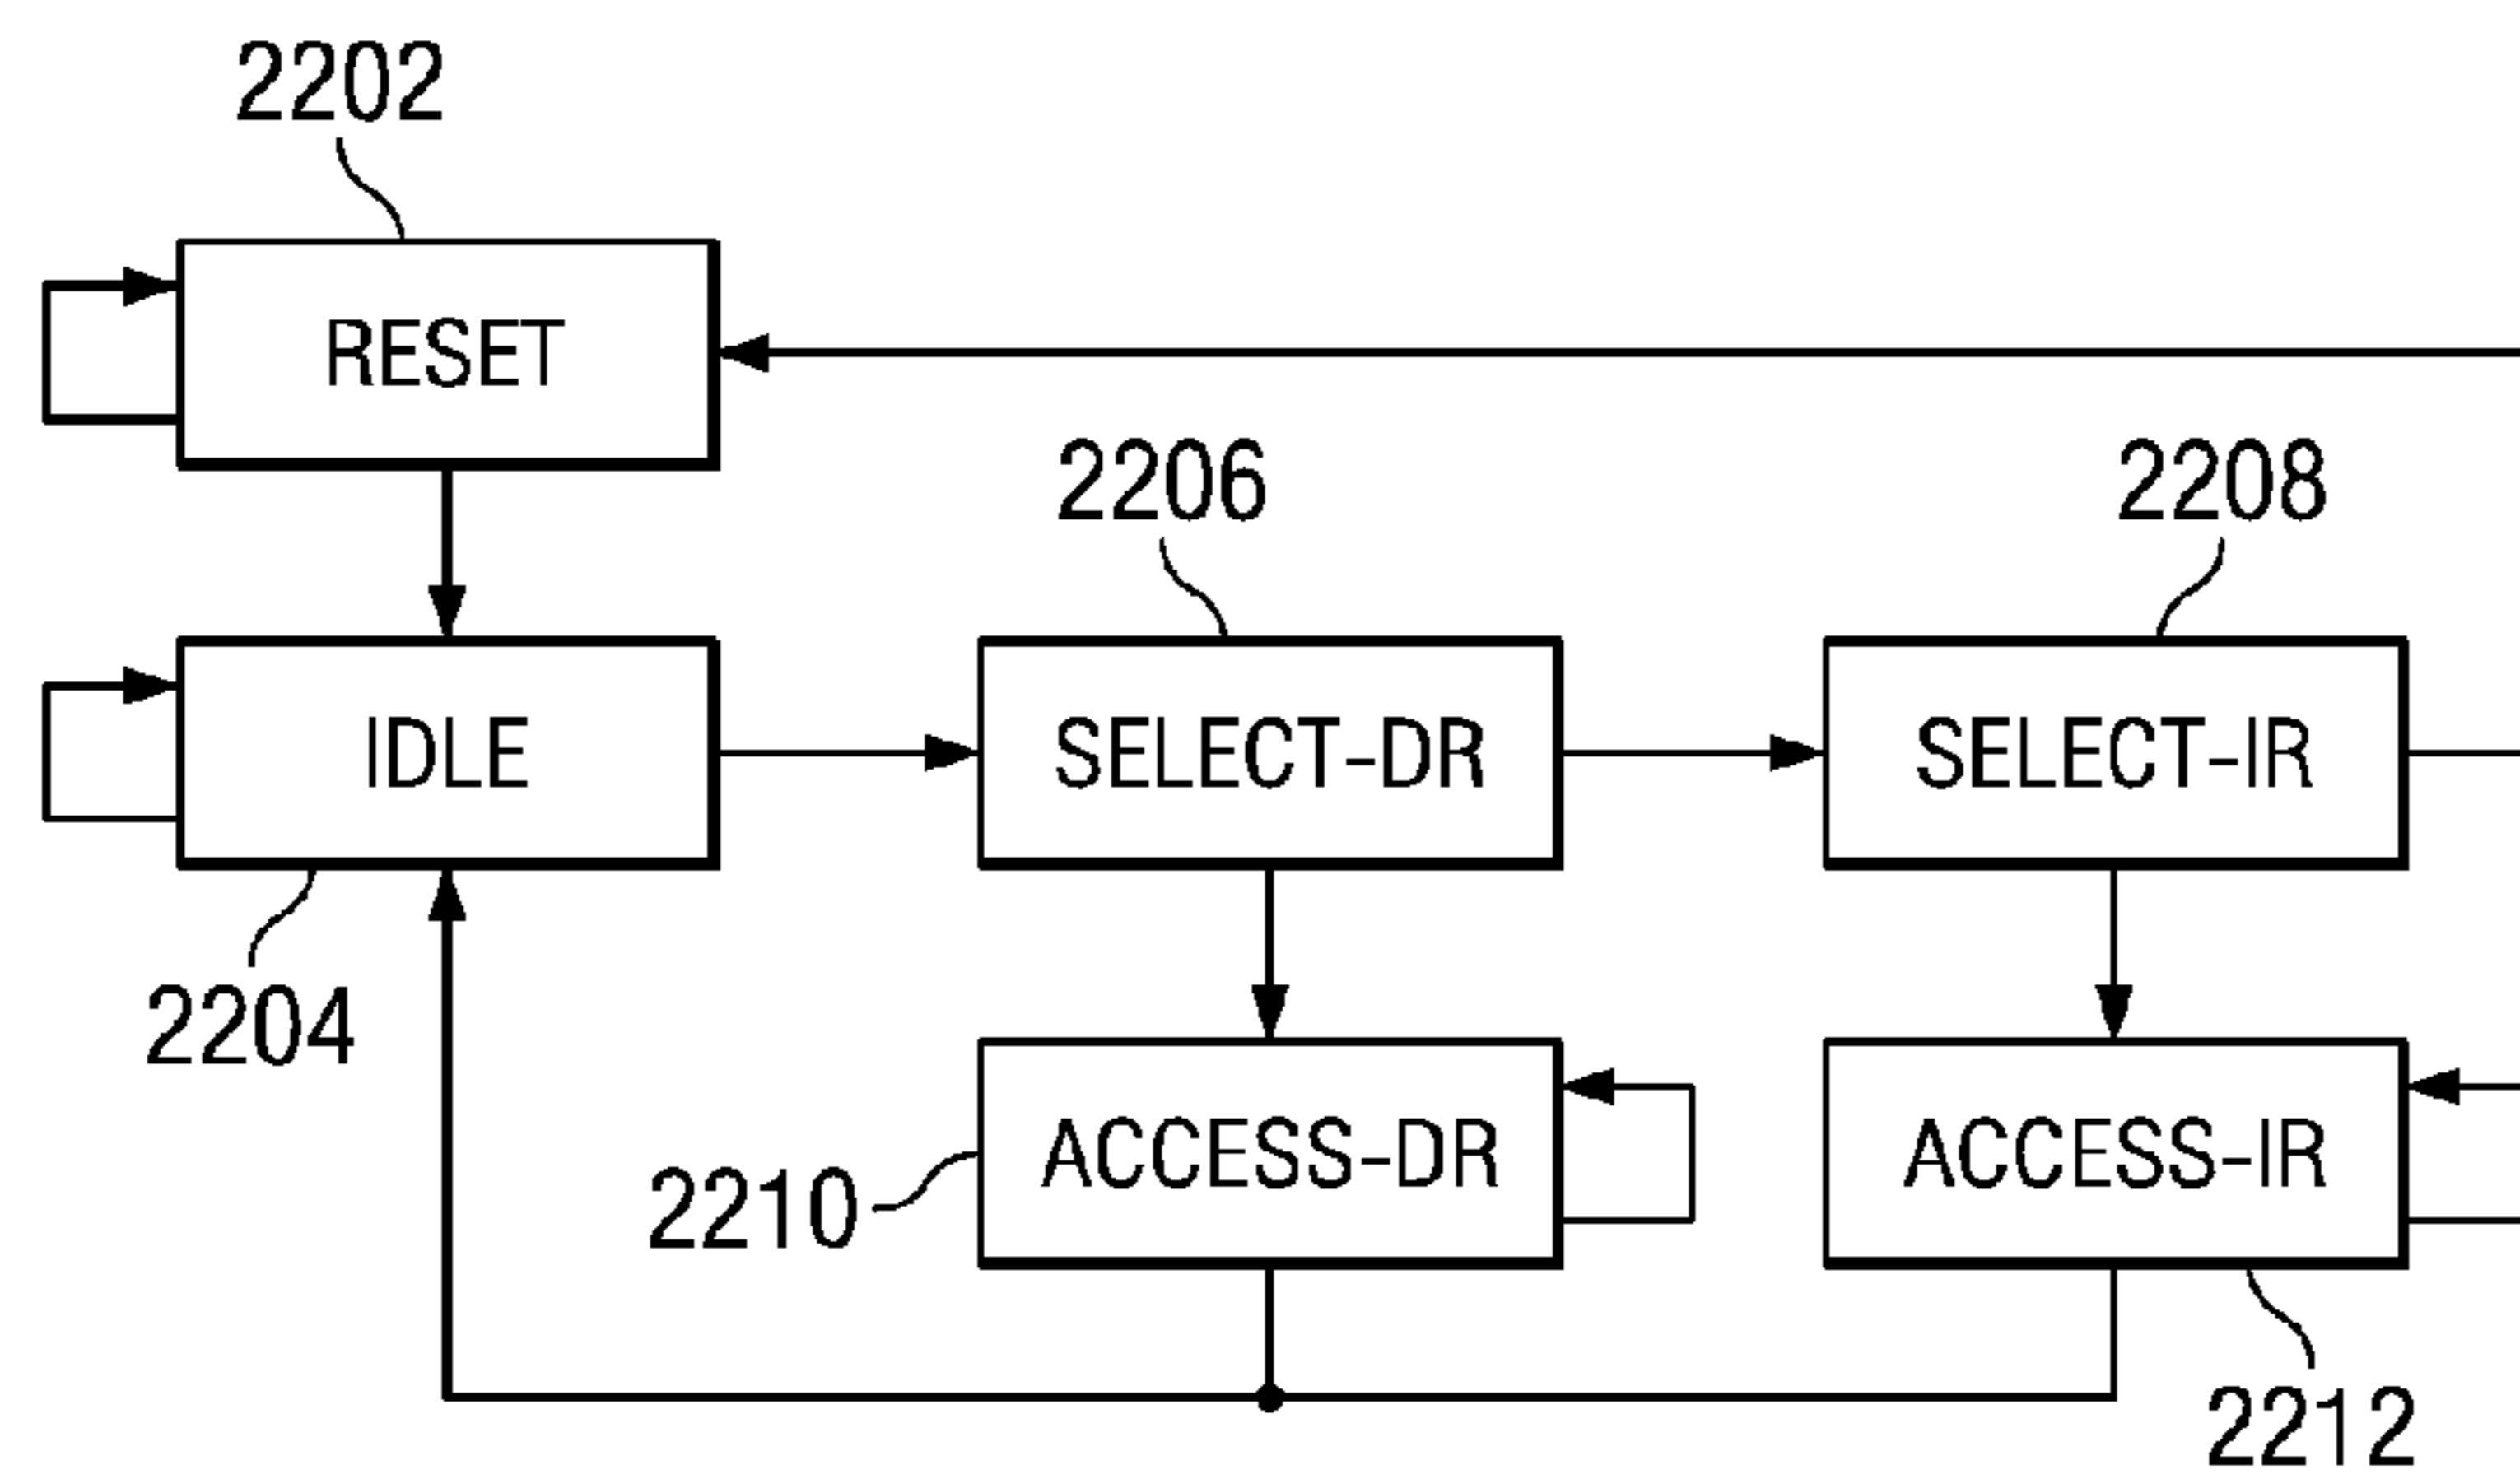 2202
RESET
2206
2208
IDLE
SELECT-DR
SELECT-IR
2204
ACCESS-DR
ACCESS-IR
2210
2212